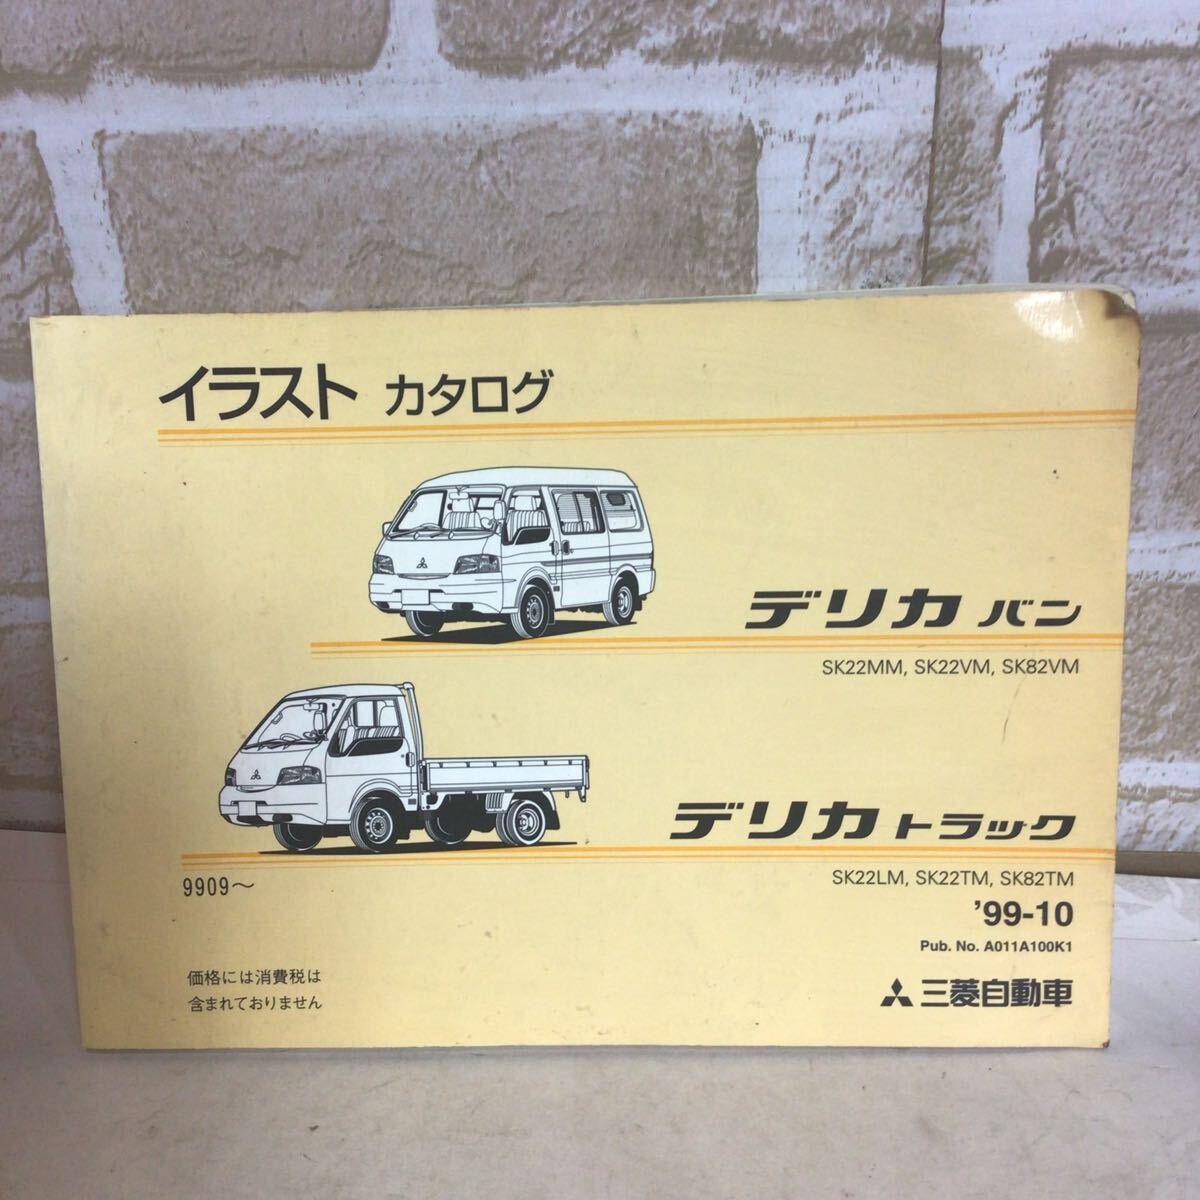 イラスト カタログ
デリカ バン
SK22MM, SK22VM, SK82VM
デリカ トラック
SK22LM, SK22TM, SK82TM
9909～
'99-10
Pub. No. A011A100K1
価格には消費税は
含まれておりません
三菱自動車